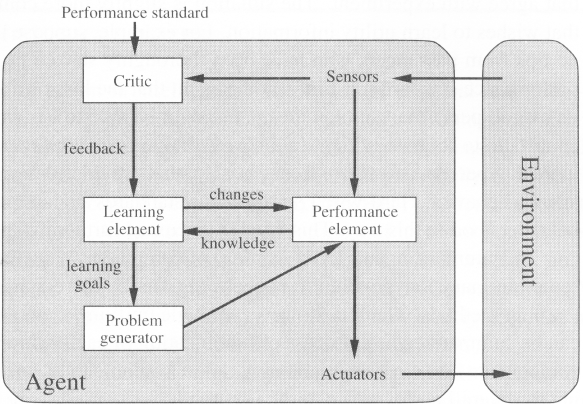 Performance standard
Critic
Sensors
feedback
changes
Learning
element
Performance
element
knowledge
learning
goals
Problem
generator
Agent
Actuators
Environment